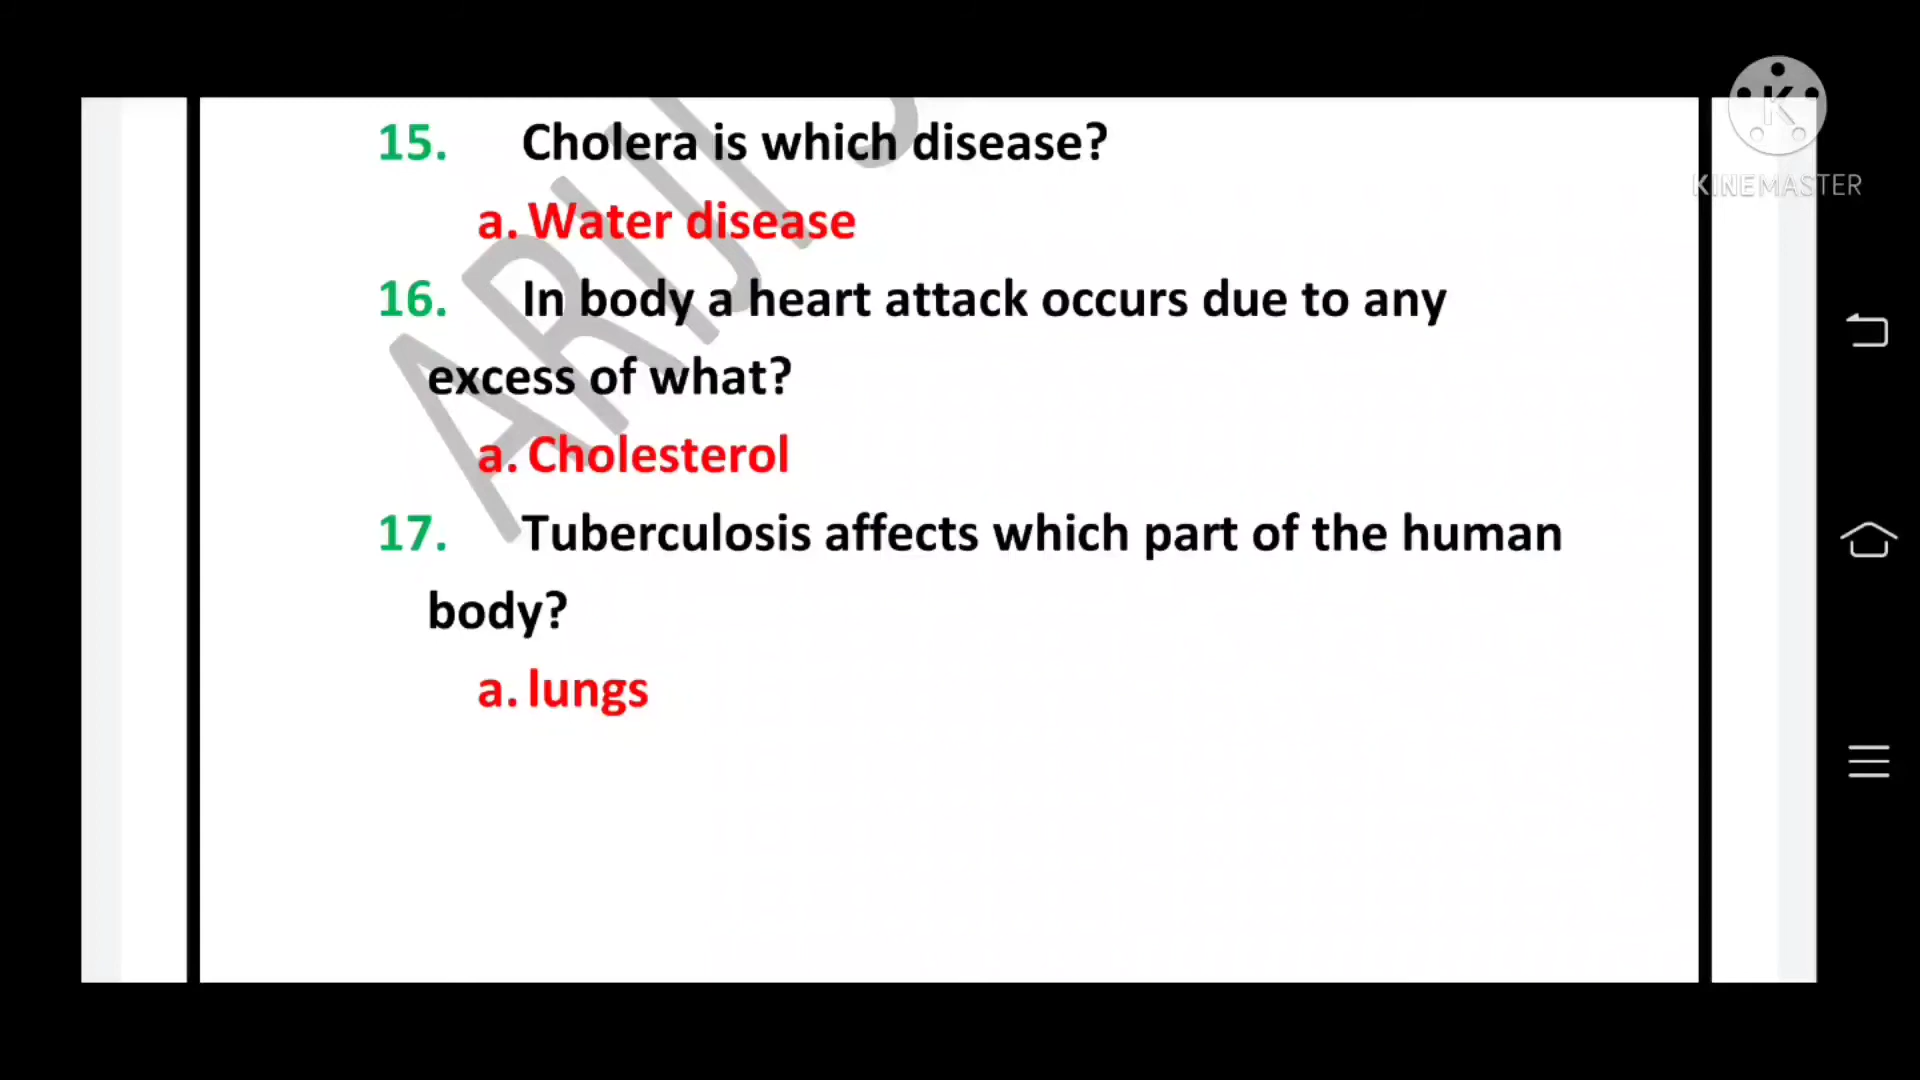 15. Cholera is which disease?
a. Water disease
16. In body a heart attack occurs due to any
excess of what?
a. Cholesterol
17. Tuberculosis affects which part of the human
body?
a. lungs
K
KINEMASTER